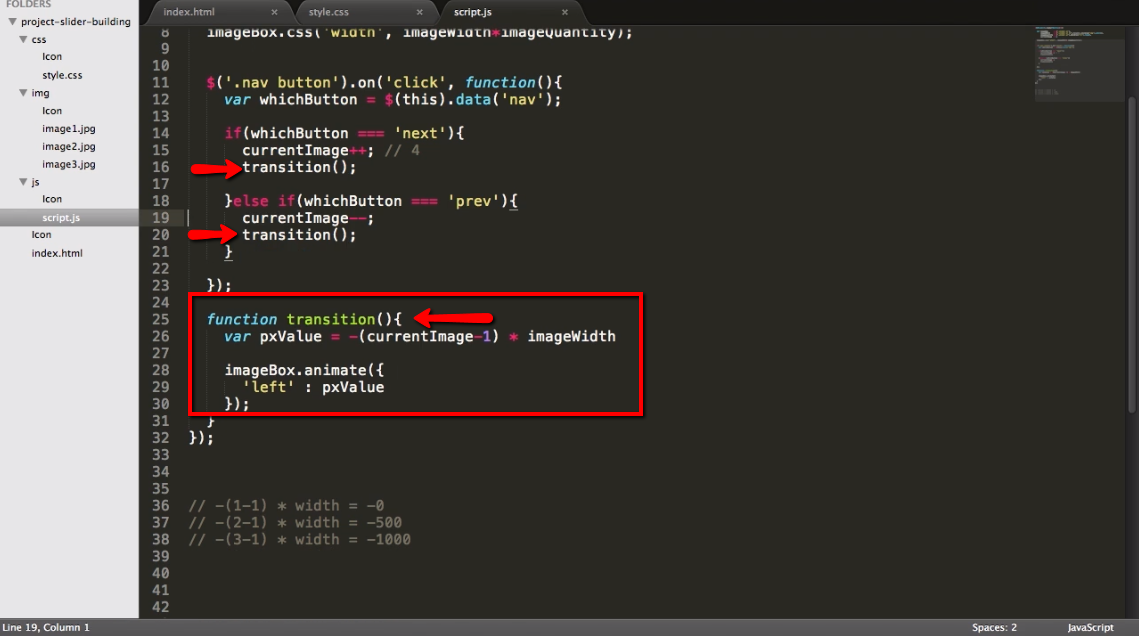 FOLDERS
project-slider-building
css
Icon
style.css
img
Icon
image1.jpg
image2.jpg
image3.jpg
js
Icon
script.js
Icon
index.html
index.html × style.css × script.js ×
8 imageBox.css('width', imageWidth*imageQuantity);
9
10
11 $('.nav button').on('click', function(){
12 var whichButton = $(this).data('nav');
13
14 if(whichButton === 'next'){
15 currentImage++; // 4
16 transition();
17
18 }else if(whichButton === 'prev'){
19 currentImage--;
20 transition();
21 }
22
23 });
24
25 function transition(){
26 var pxValue = -(currentImage-1) * imageWidth
27
28 imageBox.animate({
29 'left' : pxValue
30 });
31 }
32 });
33
34
35
36 // -(1-1) * width = -0
37 // -(2-1) * width = -500
38 // -(3-1) * width = -1000
39
40
41
42
Line 19, Column 1 Spaces: 2 JavaScript